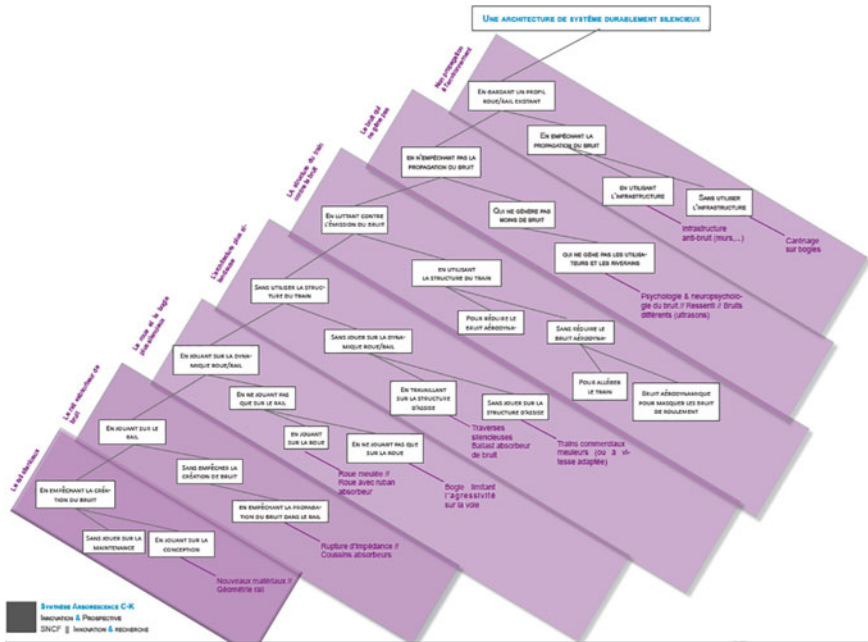 UNE ARCHITECTURE DE SYSTÈME DURABLEMENT SILENCIEUX
Non propagation
à l'environnement
EN GARDANT UN PROFIL
ROUE/RAIL EXISTANT
EN EMPÊCHANT LA
PROPAGATION DU BRUIT
EN UTILISANT
L'INFRASTRUCTURE
SANS UTILISER
L'INFRASTRUCTURE
Infrastructure
anti-bruit (murs,...)
Carénage
sur bogies
Le bruit qui
ne gêne pas
EN N'EMPÊCHANT PAS LA
PROPAGATION DU BRUIT
QUI NE GÉNÈRE PAS
MOINS DE BRUIT
QUI NE GÊNE PAS LES UTILISA-
TEURS ET LES RIVERAINS
Psychologie & neuropsycholo-
gie du bruit // Ressenti // Bruits
différents (ultrasons)
LA structure du train
contre le bruit
EN LUTTANT CONTRE
L'ÉMISSION DU BRUIT
EN UTILISANT
LA STRUCTURE DU TRAIN
POUR RÉDUIRE LE
BRUIT AÉRODYNA-
SANS RÉDUIRE LE
BRUIT AÉRODYNA-
POUR ALLÉGER
LE TRAIN
BRUIT AÉRODYNAMIQUE
POUR MASQUER LES BRUIT
DE ROULEMENT
L'architecture plus si-
lencieuse
SANS UTILISER LA STRUC-
TURE DU TRAIN
SANS JOUER SUR LA DYNA-
MIQUE ROUE/RAIL
EN TRAVAILLANT
SUR LA STRUCTURE
D'ASSISE
SANS JOUER SUR LA
STRUCTURE D'ASSISE
Traverses
silencieuses
Ballast absorbeur
de bruit
Trains commerciaux
meuleurs (ou à vi-
tesse adaptée)
La roue et le bogie
plus silencieux
EN JOUANT SUR LA DYNA-
MIQUE ROUE/RAIL
EN NE JOUANT PAS
QUE SUR LE RAIL
EN JOUANT
SUR LA ROUE
EN NE JOUANT PAS QUE
SUR LA ROUE
Roue meulée //
Roue avec ruban
absorbeur
Bogie limitant
l'agressivité
sur la voie
Le rail absorbeur de
bruit
EN JOUANT SUR LE
RAIL
SANS EMPÊCHER LA
CRÉATION DE BRUIT
EN EMPÊCHANT LA PROPAGA-
TION DU BRUIT DANS LE RAIL
Rupture d'impédance //
Coussins absorbeurs
Le rail silencieux
EN EMPÊCHANT LA CRÉA-
TION DU BRUIT
SANS JOUER SUR LA
MAINTENANCE
EN JOUANT SUR LA
CONCEPTION
Nouveaux matériaux //
Géométrie rail
SYNTHÈSE ARBORESCENCE C-K
INNOVATION & PROSPECTIVE
SNCF || INNOVATION & RECHERCHE